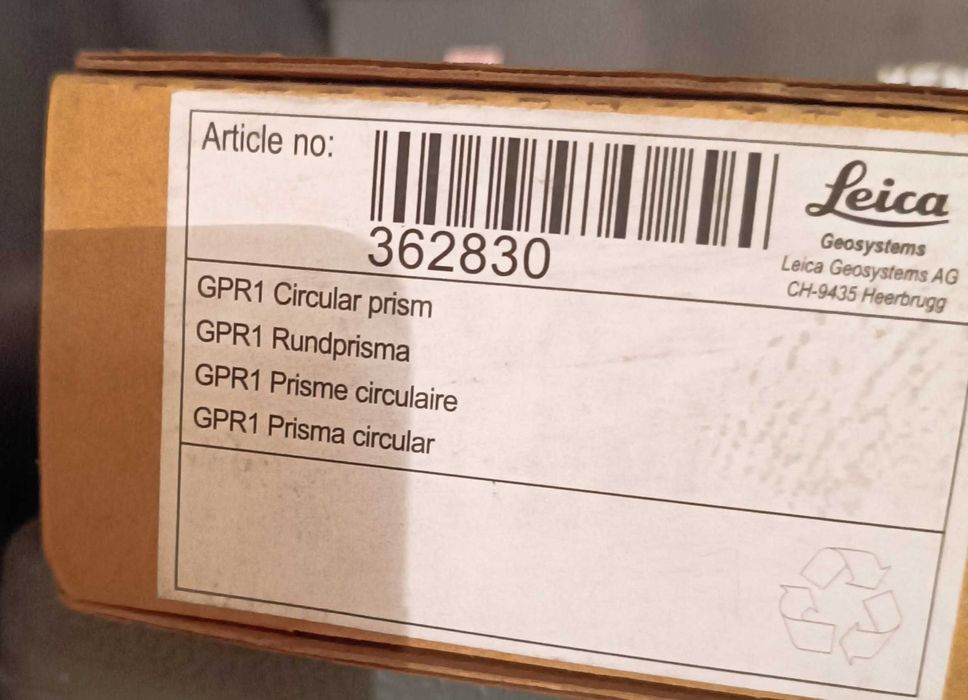 Article no:
362830
Leica
Geosystems
Leica Geosystems AG
CH-9435 Heerbrugg
GPR1 Circular prism
GPR1 Rundprisma
GPR1 Prisme circulaire
GPR1 Prisma circular